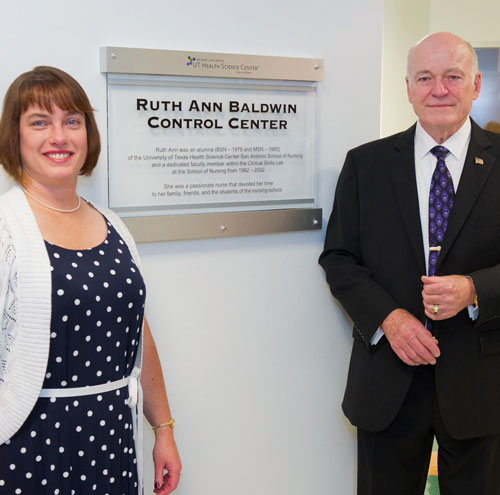 UT HEALTH SCIENCE CENTER
RUTH ANN BALDWIN
CONTROL CENTER
Ruth Ann was an alumna (BSN – 1979 and MSN – 1985)
of the University of Texas Health Science Center San Antonio School of Nursing
and a dedicated faculty member within the Clinical Skills Lab
at the School of Nursing from 1982 – 2002.
She was a passionate nurse that devoted her time
to her family, friends, and the students of the nursing school